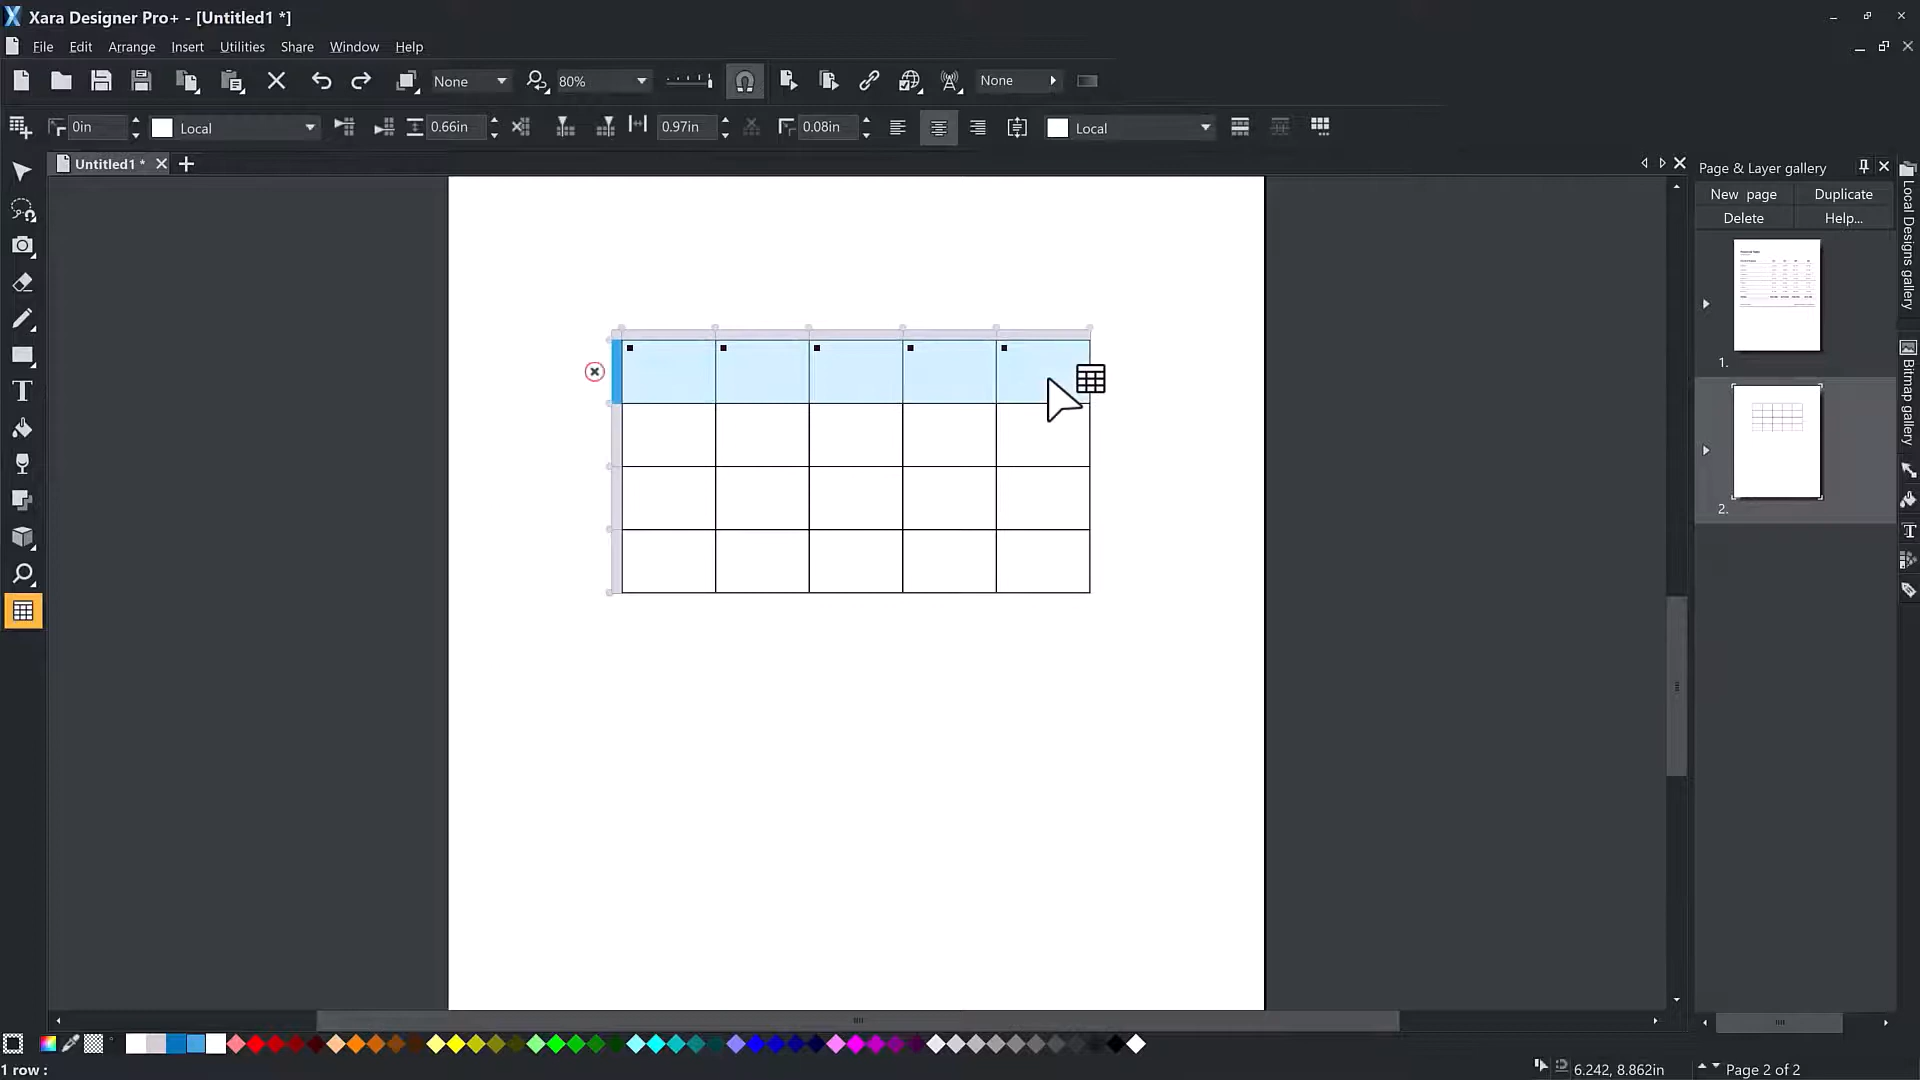 Xara Designer Pro+ - [Untitled1 *]
File Edit Arrange Insert Utilities Share Window Help
None 80% None
0in Local 0.66in 0.97in 0.08in Local
Untitled1 *
Page & Layer gallery
New page Duplicate
Delete Help...
1.
2.
Local Designs gallery
Bitmap gallery
1 row :
6.242, 8.862in
Page 2 of 2